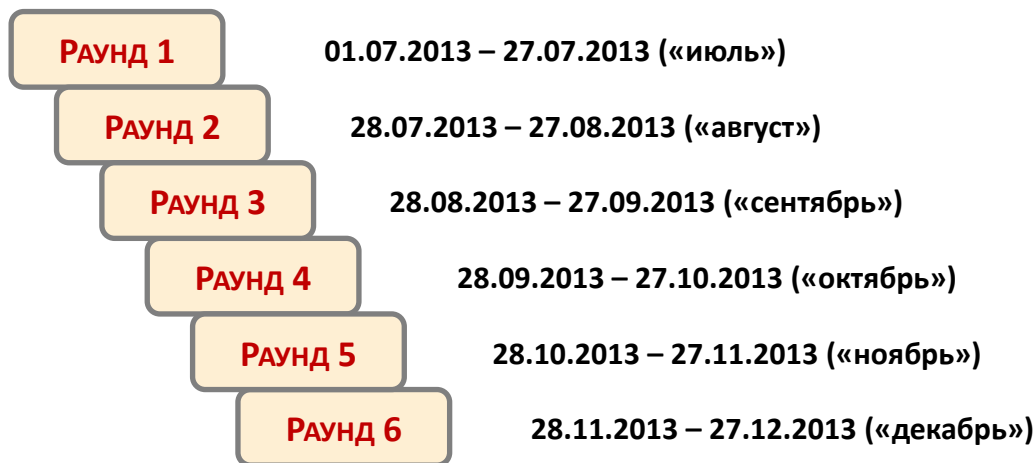 Раунд 1 01.07.2013 – 27.07.2013 («июль»)
Раунд 2 28.07.2013 – 27.08.2013 («август»)
Раунд 3 28.08.2013 – 27.09.2013 («сентябрь»)
Раунд 4 28.09.2013 – 27.10.2013 («октябрь»)
Раунд 5 28.10.2013 – 27.11.2013 («ноябрь»)
Раунд 6 28.11.2013 – 27.12.2013 («декабрь»)